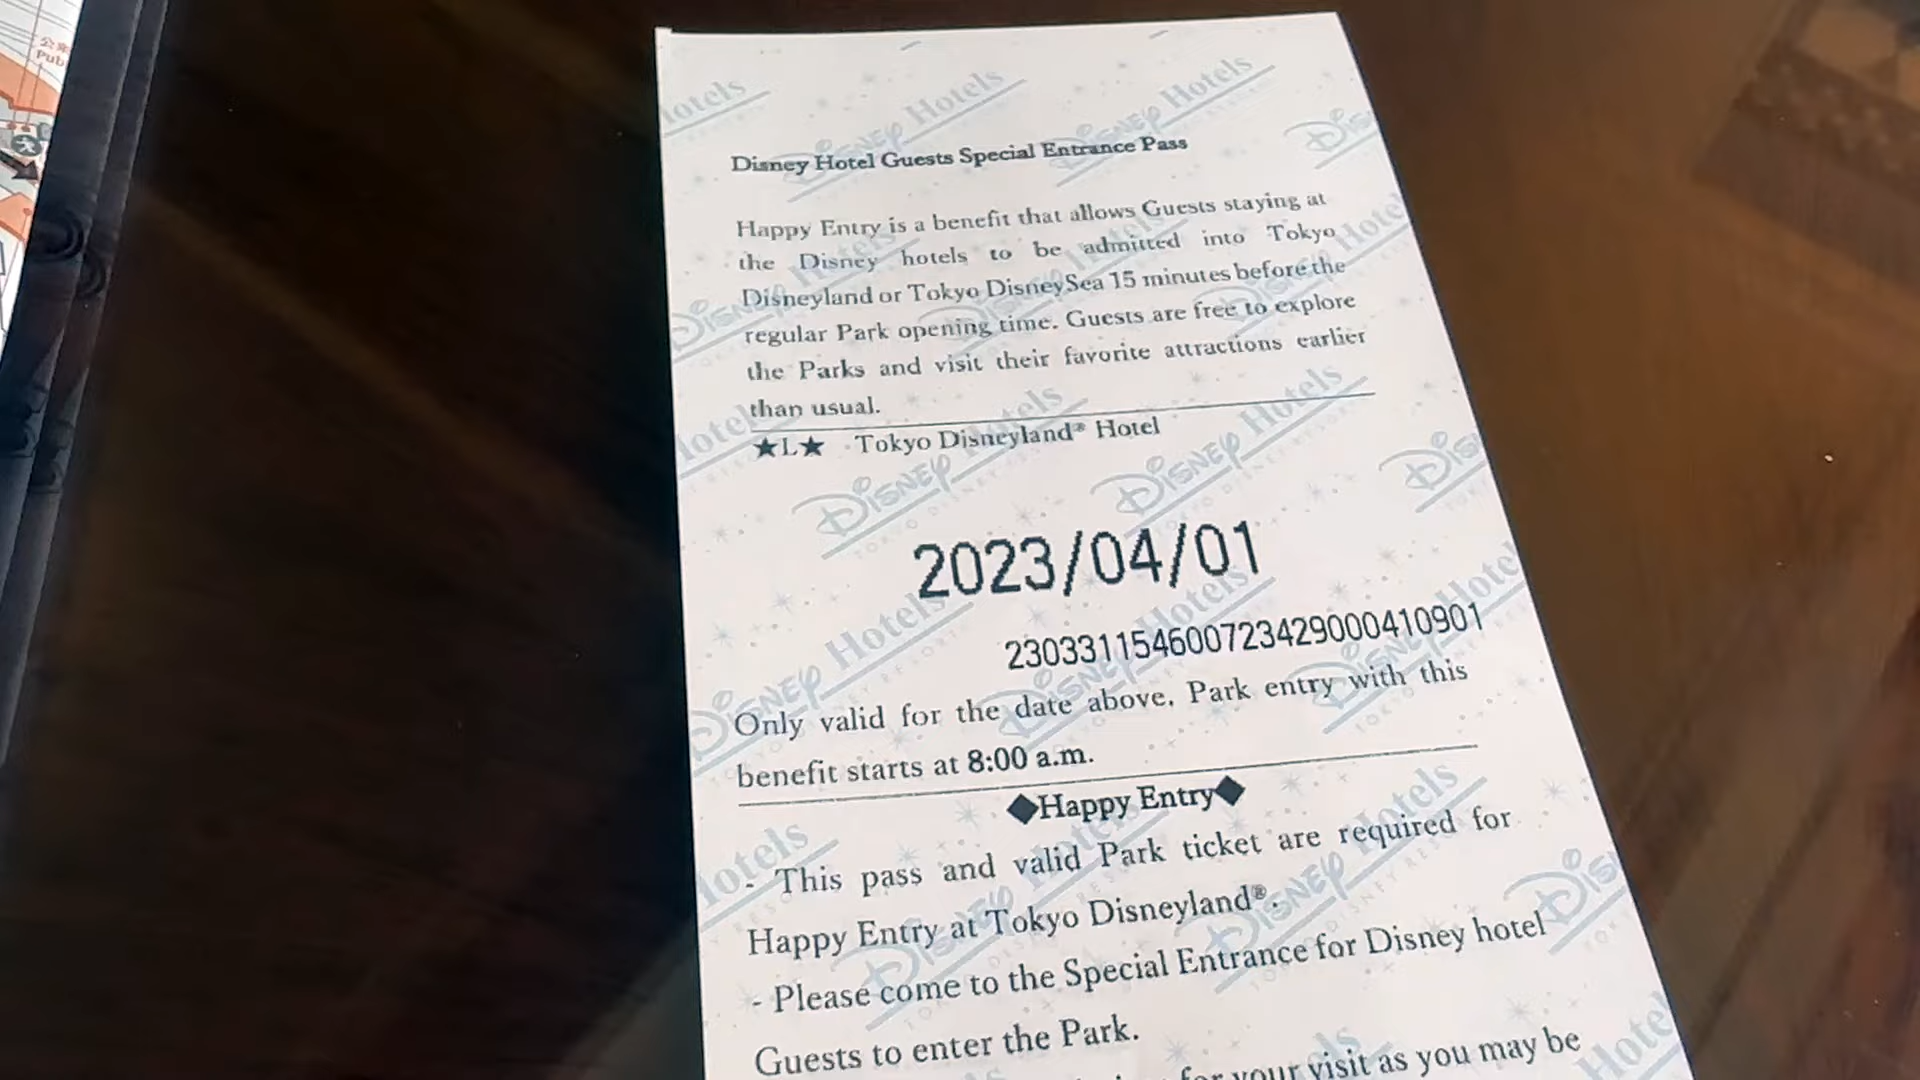 公衆
Pub
Disney Hotel Guests Special Entrance Pass
Happy Entry is a benefit that allows Guests staying at
the Disney hotels to be admitted into Tokyo
Disneyland or Tokyo DisneySea 15 minutes before the
regular Park opening time. Guests are free to explore
the Parks and visit their favorite attractions earlier
than usual.
★L★ Tokyo Disneyland® Hotel
2023/04/01
230331154600723429000410901
Only valid for the date above. Park entry with this
benefit starts at 8:00 a.m.
◆Happy Entry◆
- This pass and valid Park ticket are required for
Happy Entry at Tokyo Disneyland®.
- Please come to the Special Entrance for Disney hotel
Guests to enter the Park.
for your visit as you may be